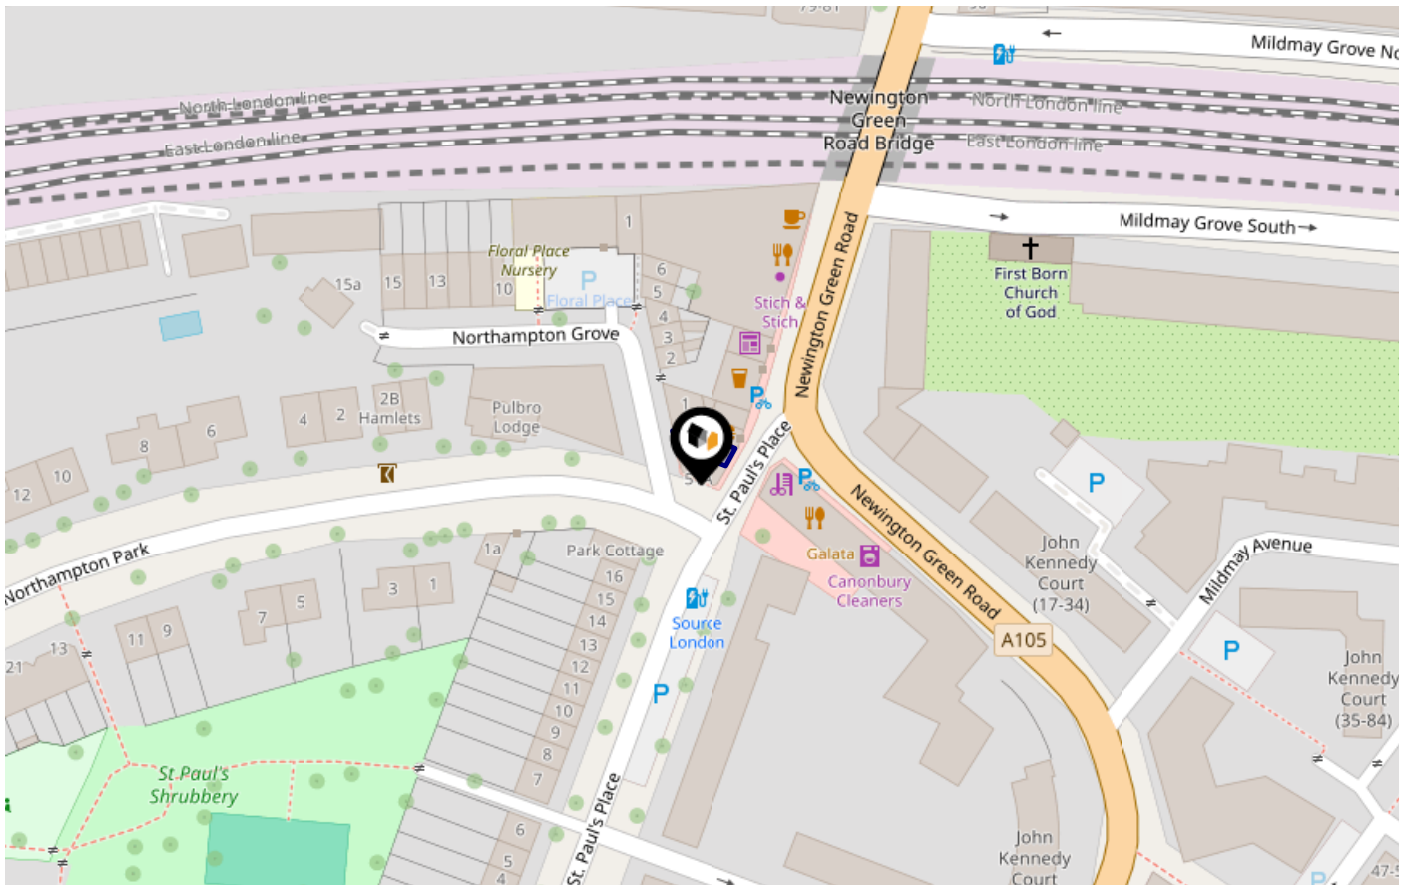 79-81
Mildmay Grove No
North London line
East London line
Newington
Green
Road Bridge
North London line
East London line
Mildmay Grove South
Newington Green Road
First Born
Church
of God
1
Floral Place
Nursery
P
Floral Place
15a
15
13
10
6
5
4
3
2
1
Stich &
Stich
Northampton Grove
P
2B
Hamlets
4
2
8
6
10
12
Pulbro
Lodge
St. Paul's Place
P
P
Newington Green Road
Galata
Canonbury
Cleaners
John
Kennedy
Court
(17-34)
Mildmay Avenue
A105
P
John
Kennedy
Court
(35-84)
Northampton Park
1a
Park Cottage
16
15
14
13
12
11
10
9
8
7
6
5
4
3
1
7
5
11
9
13
21
Source
London
P
St. Paul's Place
St Paul's
Shrubbery
John
Kennedy
Court
P
47-5